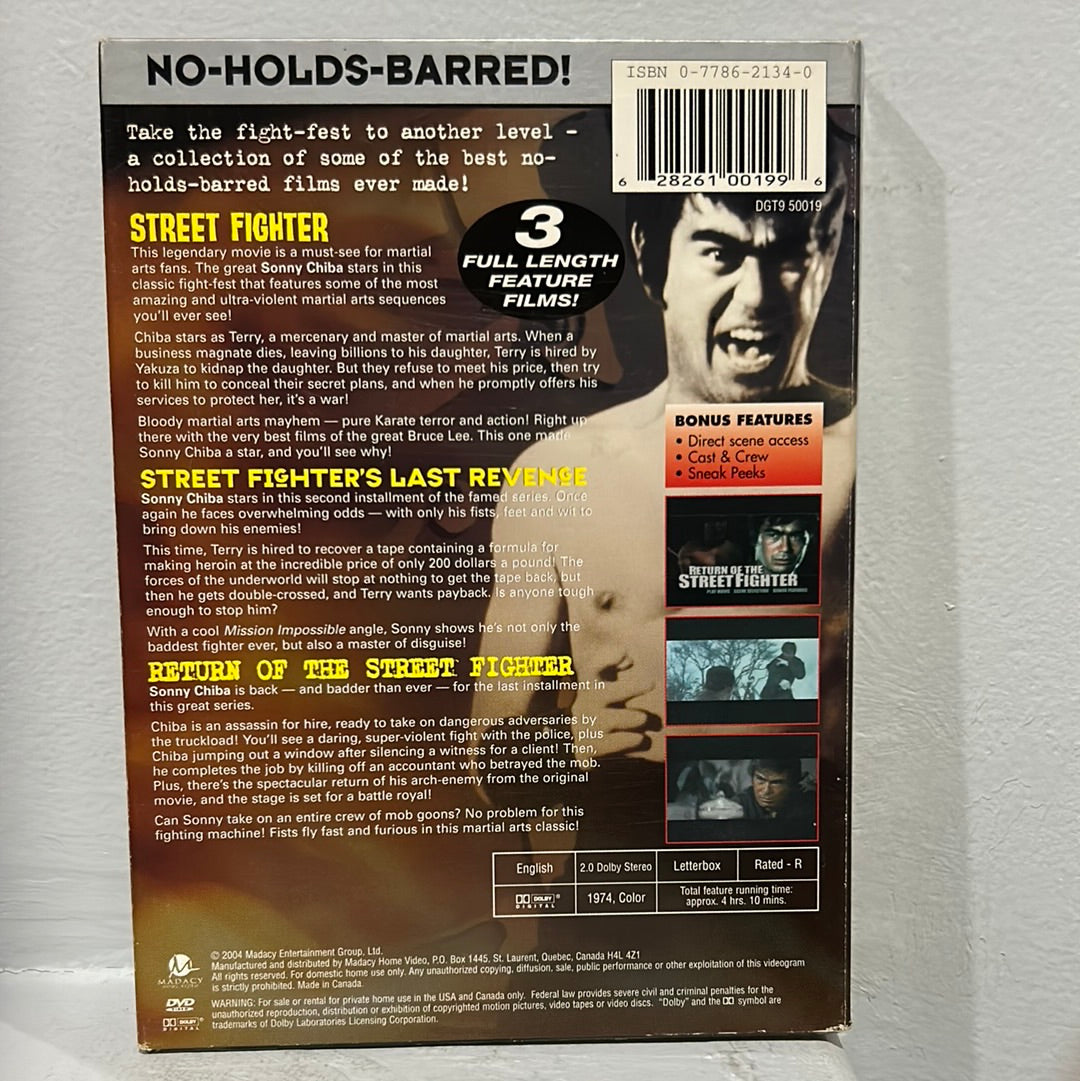 NO-HOLDS-BARRED!
ISBN 0-7786-2134-0
6 28261 00199 6
DGT9 50019
Take the fight-fest to another level –
a collection of some of the best no-
holds-barred films ever made!
3
FULL LENGTH
FEATURE
FILMS!
STREET FIGHTER
This legendary movie is a must-see for martial
arts fans. The great Sonny Chiba stars in this
classic fight-fest that features some of the most
amazing and ultra-violent martial arts sequences
you'll ever see!
Chiba stars as Terry, a mercenary and master of martial arts. When a
business magnate dies, leaving billions to his daughter, Terry is hired by
Yakuza to kidnap the daughter. But they refuse to meet his price, then try
to kill him to conceal their secret plans, and when he promptly offers his
services to protect her, it's a war!
Bloody martial arts mayhem — pure Karate terror and action! Right up
there with the very best films of the great Bruce Lee. This one made
Sonny Chiba a star, and you'll see why!
STREET FIGHTER'S LAST REVENGE
Sonny Chiba stars in this second installment of the famed series. Once
again he faces overwhelming odds — with only his fists, feet and wit to
bring down his enemies!
This time, Terry is hired to recover a tape containing a formula for
making heroin at the incredible price of only 200 dollars a pound! The
forces of the underworld will stop at nothing to get the tape back, but
then he gets double-crossed, and Terry wants payback. Is anyone tough
enough to stop him?
With a cool Mission Impossible angle, Sonny shows he's not only the
baddest fighter ever, but also a master of disguise!
RETURN OF THE STREET FIGHTER
Sonny Chiba is back — and badder than ever — for the last installment in
this great series.
Chiba is an assassin for hire, ready to take on dangerous adversaries by
the truckload! You'll see a daring, super-violent fight with the police, plus
Chiba jumping out a window after silencing a witness for a client! Then,
he completes the job by killing off an accountant who betrayed the mob.
Plus, there's the spectacular return of his arch-enemy from the original
movie, and the stage is set for a battle royal!
Can Sonny take on an entire crew of mob goons? No problem for this
fighting machine! Fists fly fast and furious in this martial arts classic!
BONUS FEATURES
• Direct scene access
• Cast & Crew
• Sneak Peeks
RETURN OF THE
STREET FIGHTER
English
2.0 Dolby Stereo
Letterbox
Rated - R
DOLBY
DIGITAL
1974, Color
Total feature running time:
approx. 4 hrs. 10 mins.
MADACY
© 2004 Madacy Entertainment Group, Ltd.
Manufactured and distributed by Madacy Home Video, P.O. Box 1445, St. Laurent, Quebec, Canada H4L 4Z1
All rights reserved. For domestic home use only. Any unauthorized copying, diffusion, sale, public performance or other exploitation of this videogram
is strictly prohibited. Made in Canada.
DVD
VIDEO
DOLBY
DIGITAL
WARNING: For sale or rental for private home use in the USA and Canada only. Federal law provides severe civil and criminal penalties for the
unauthorized reproduction, distribution or exhibition of copyrighted motion pictures, video tapes or video discs. "Dolby" and the DD symbol are
trademarks of Dolby Laboratories Licensing Corporation.